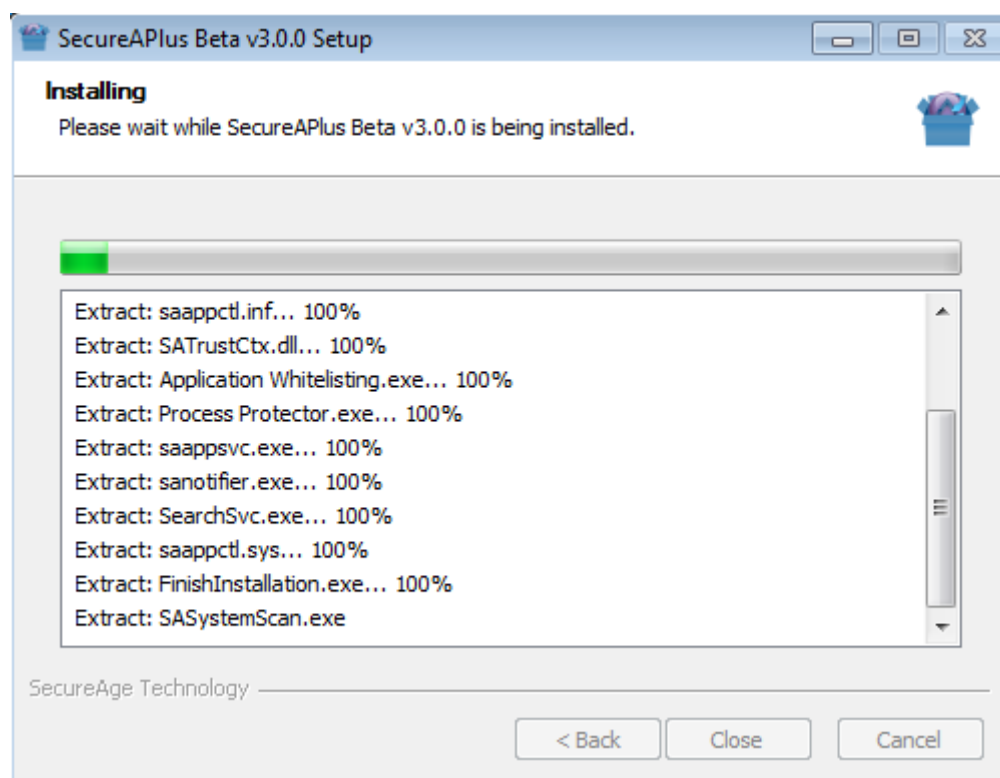 SecureAPlus Beta v3.0.0 Setup
Installing
Please wait while SecureAPlus Beta v3.0.0 is being installed.
Extract: saappctl.inf... 100%
Extract: SATrustCtx.dll... 100%
Extract: Application Whitelisting.exe... 100%
Extract: Process Protector.exe... 100%
Extract: saappsvc.exe... 100%
Extract: sanotifier.exe... 100%
Extract: SearchSvc.exe... 100%
Extract: saappctl.sys... 100%
Extract: FinishInstallation.exe... 100%
Extract: SASystemScan.exe
SecureAge Technology
< Back Close Cancel